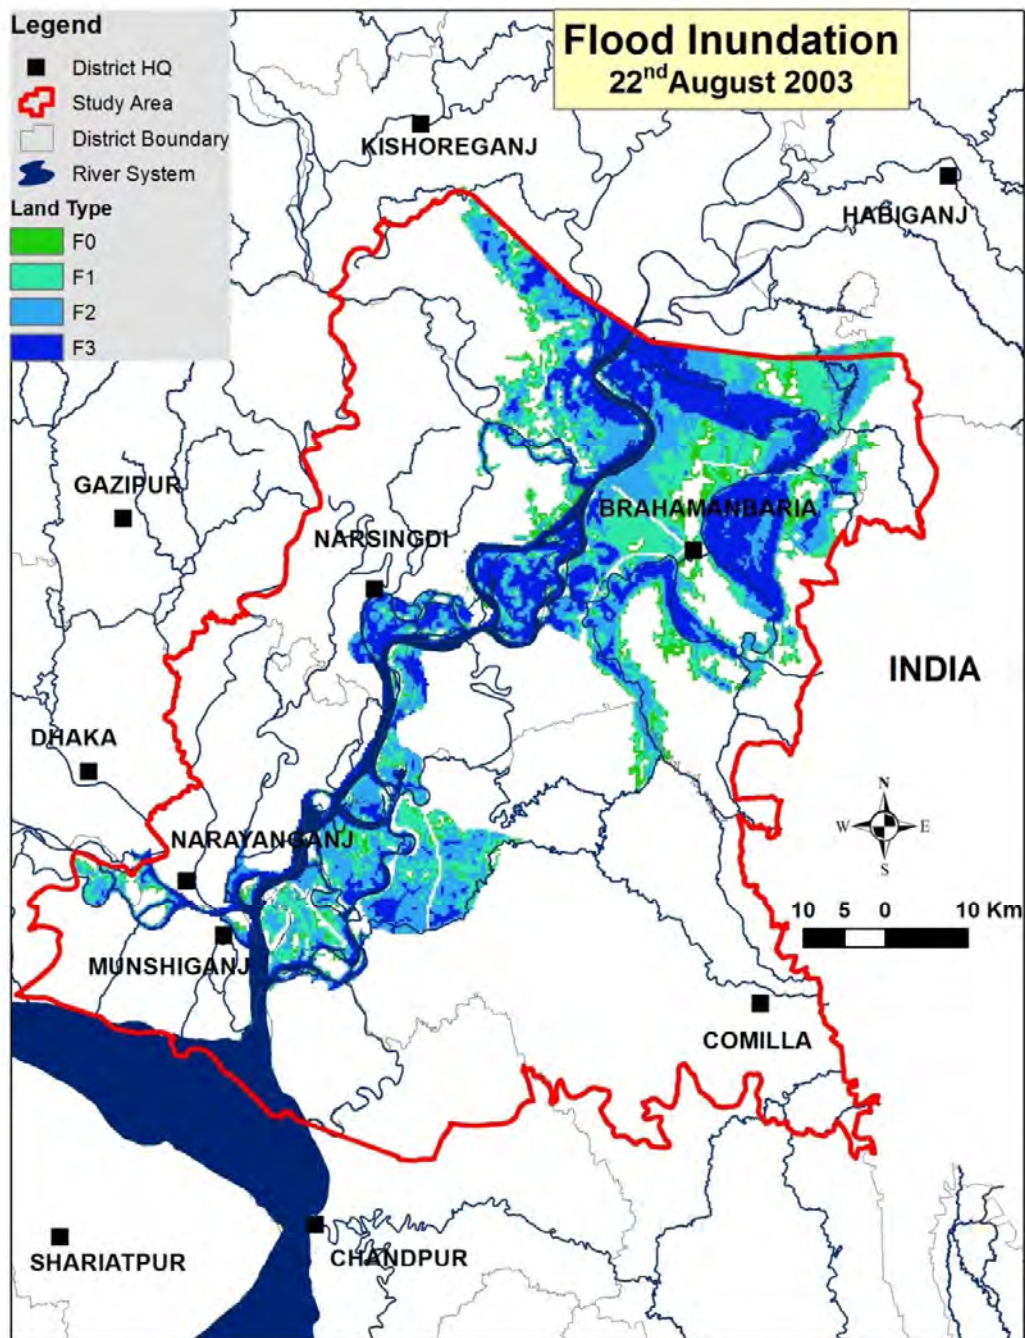 Legend
District HQ
Study Area
District Boundary
River System
Land Type
F0
F1
F2
F3
Flood Inundation
22nd August 2003
KISHOREGANJ
HABIGANJ
GAZIPUR
NARSINGDI
BRAHAMANBARIA
INDIA
DHAKA
NARAYANGANJ
N
W E
S
10 5 0 10 Km
MUNSHIGANJ
COMILLA
SHARIATPUR
CHANDPUR